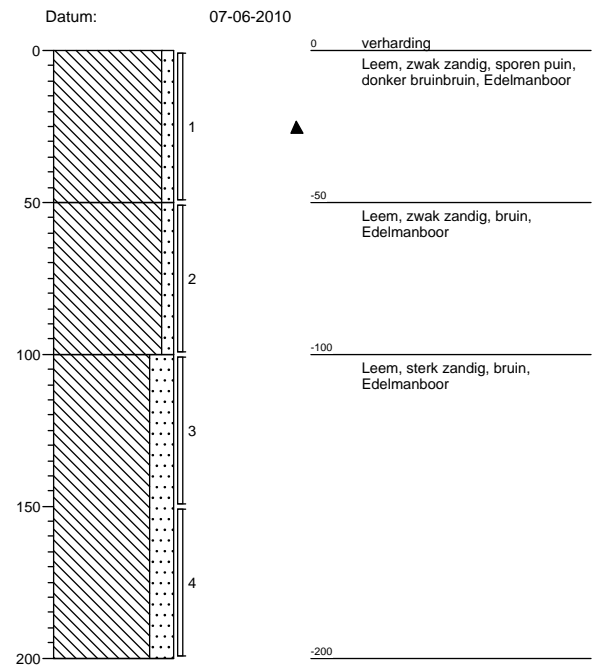 Datum: 07-06-2010
0
0 verharding
Leem, zwak zandig, sporen puin,
donker bruinbruin, Edelmanboor
1
50
-50
Leem, zwak zandig, bruin,
Edelmanboor
2
100
-100
Leem, sterk zandig, bruin,
Edelmanboor
3
150
4
200
-200